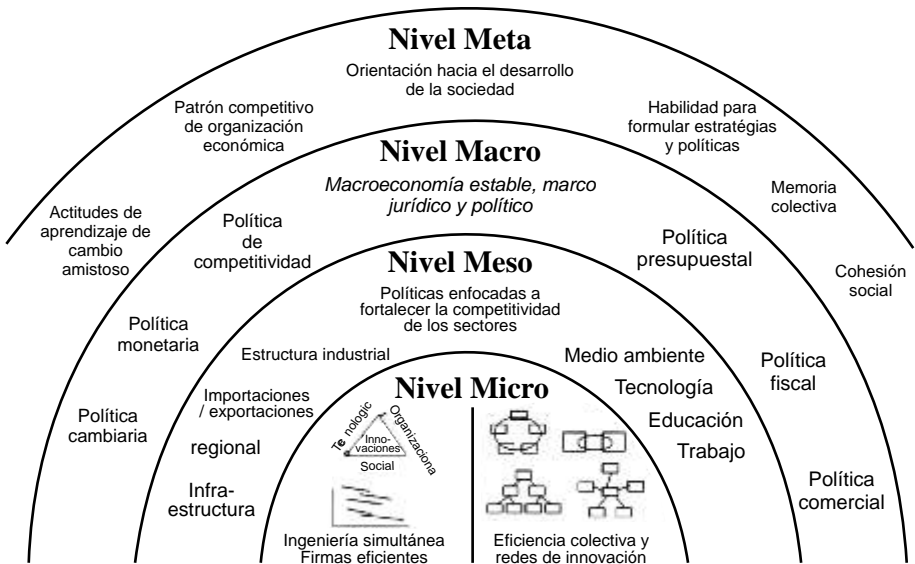 Nivel Meta
Orientación hacia el desarrollo
de la sociedad
Patrón competitivo
de organización
económica
Habilidad para
formular estratégias
y políticas
Actitudes de
aprendizaje de
cambio
amistoso
Memoria
colectiva
Cohesión
social
Nivel Macro
Macroeconomía estable, marco
jurídico y político
Política
de
competitividad
Política
presupuestal
Política
monetaria
Política
fiscal
Política
cambiaria
Política
comercial
Nivel Meso
Políticas enfocadas a
fortalecer la competitividad
de los sectores
Estructura industrial
Medio ambiente
Importaciones
/ exportaciones
Tecnología
regional
Educación
Trabajo
Infra-
estructura
Nivel Micro
Te nologic
Organizaciona
Inno-
vaciones
Social
Ingeniería simultánea
Firmas eficientes
Eficiencia colectiva y
redes de innovación